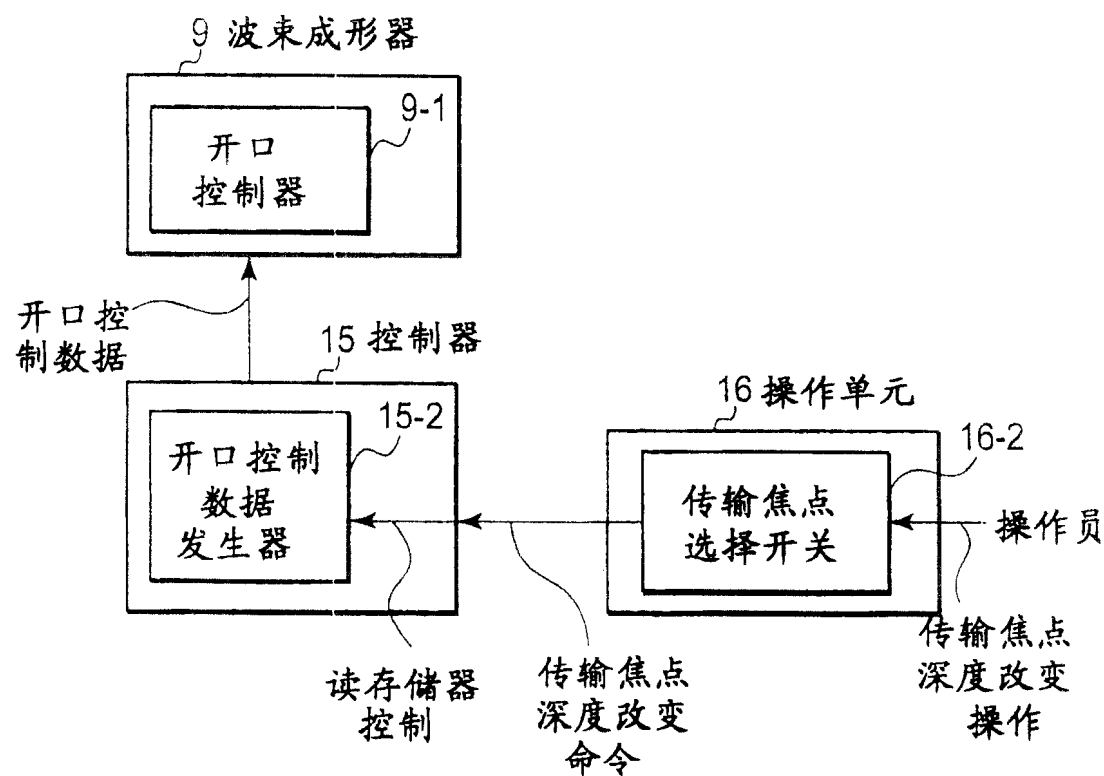 9 波束成形器
9-1
开口
控制器
开口控
制数据
15 控制器
15-2
开口控制
数据
发生器
16 操作单元
16-2
传输焦点
选择开关
操作员
读存储器
控制
传输焦点
深度改变
命令
传输焦点
深度改变
操作